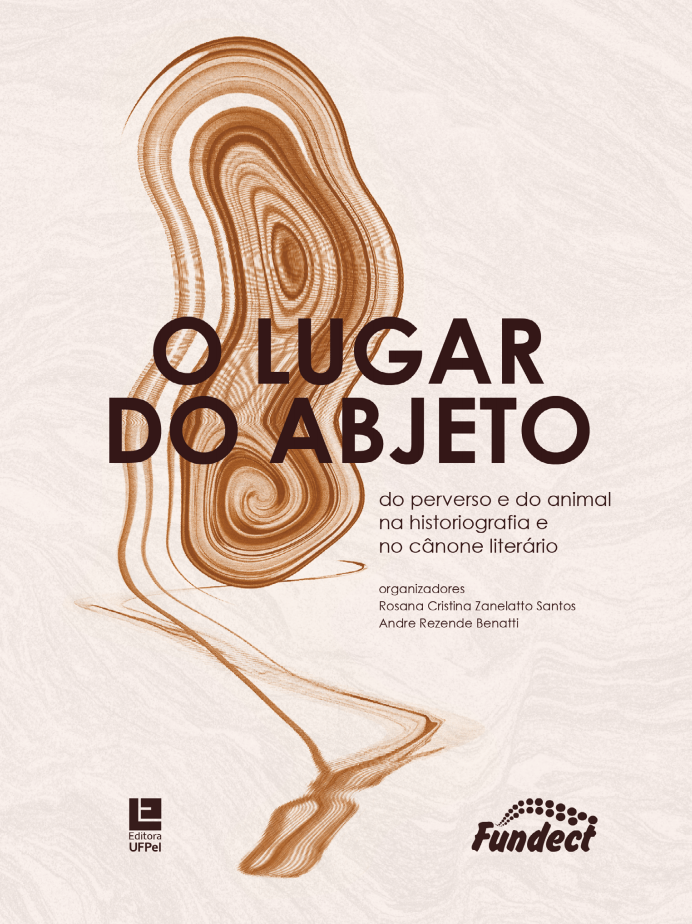 O LUGAR
DO ABJETO
do perverso e do animal
na historiografia e
no cânone literário
organizadores
Rosana Cristina Zanelatto Santos
Andre Rezende Benatti
Editora
UFPel
Fundect